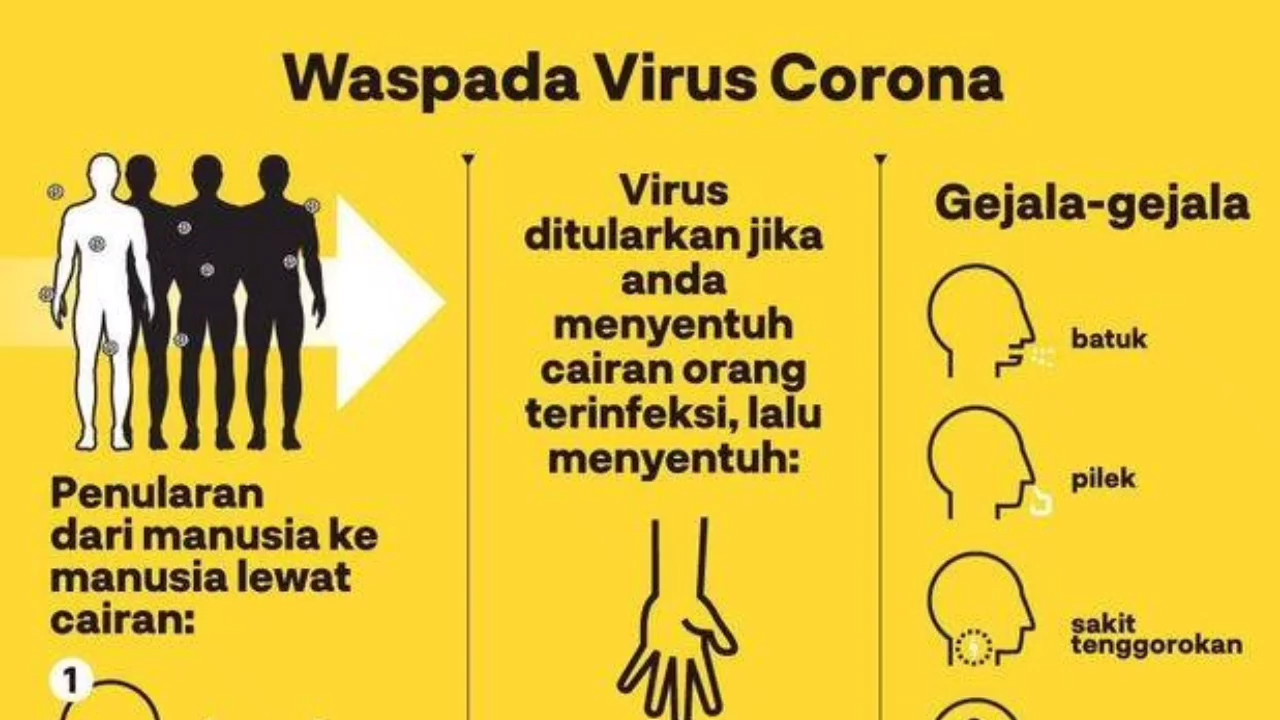 Waspada Virus Corona
Penularan
dari manusia ke
manusia lewat
cairan:
1
Virus
ditularkan jika
anda
menyentuh
cairan orang
terinfeksi, lalu
menyentuh:
Gejala-gejala
batuk
pilek
sakit
tenggorokan